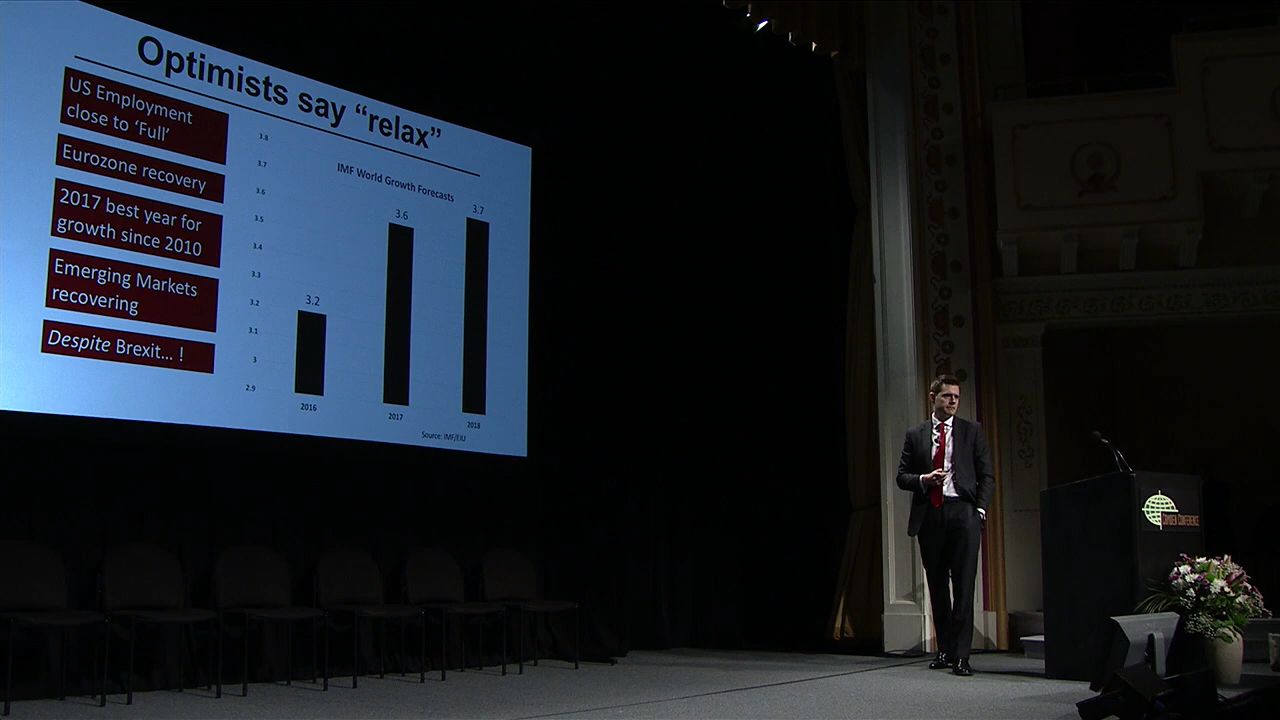 Optimists say “relax”
US Employment
close to ‘Full’
Eurozone recovery
2017 best year for
growth since 2010
Emerging Markets
recovering
Despite Brexit... !
IMF World Growth Forecasts
3.8
3.7
3.6
3.5
3.4
3.3
3.2
3.1
3
2.9
3.2
3.6
3.7
2016
2017
2018
Source: IMF/EIU
CAMDEN CONFERENCE